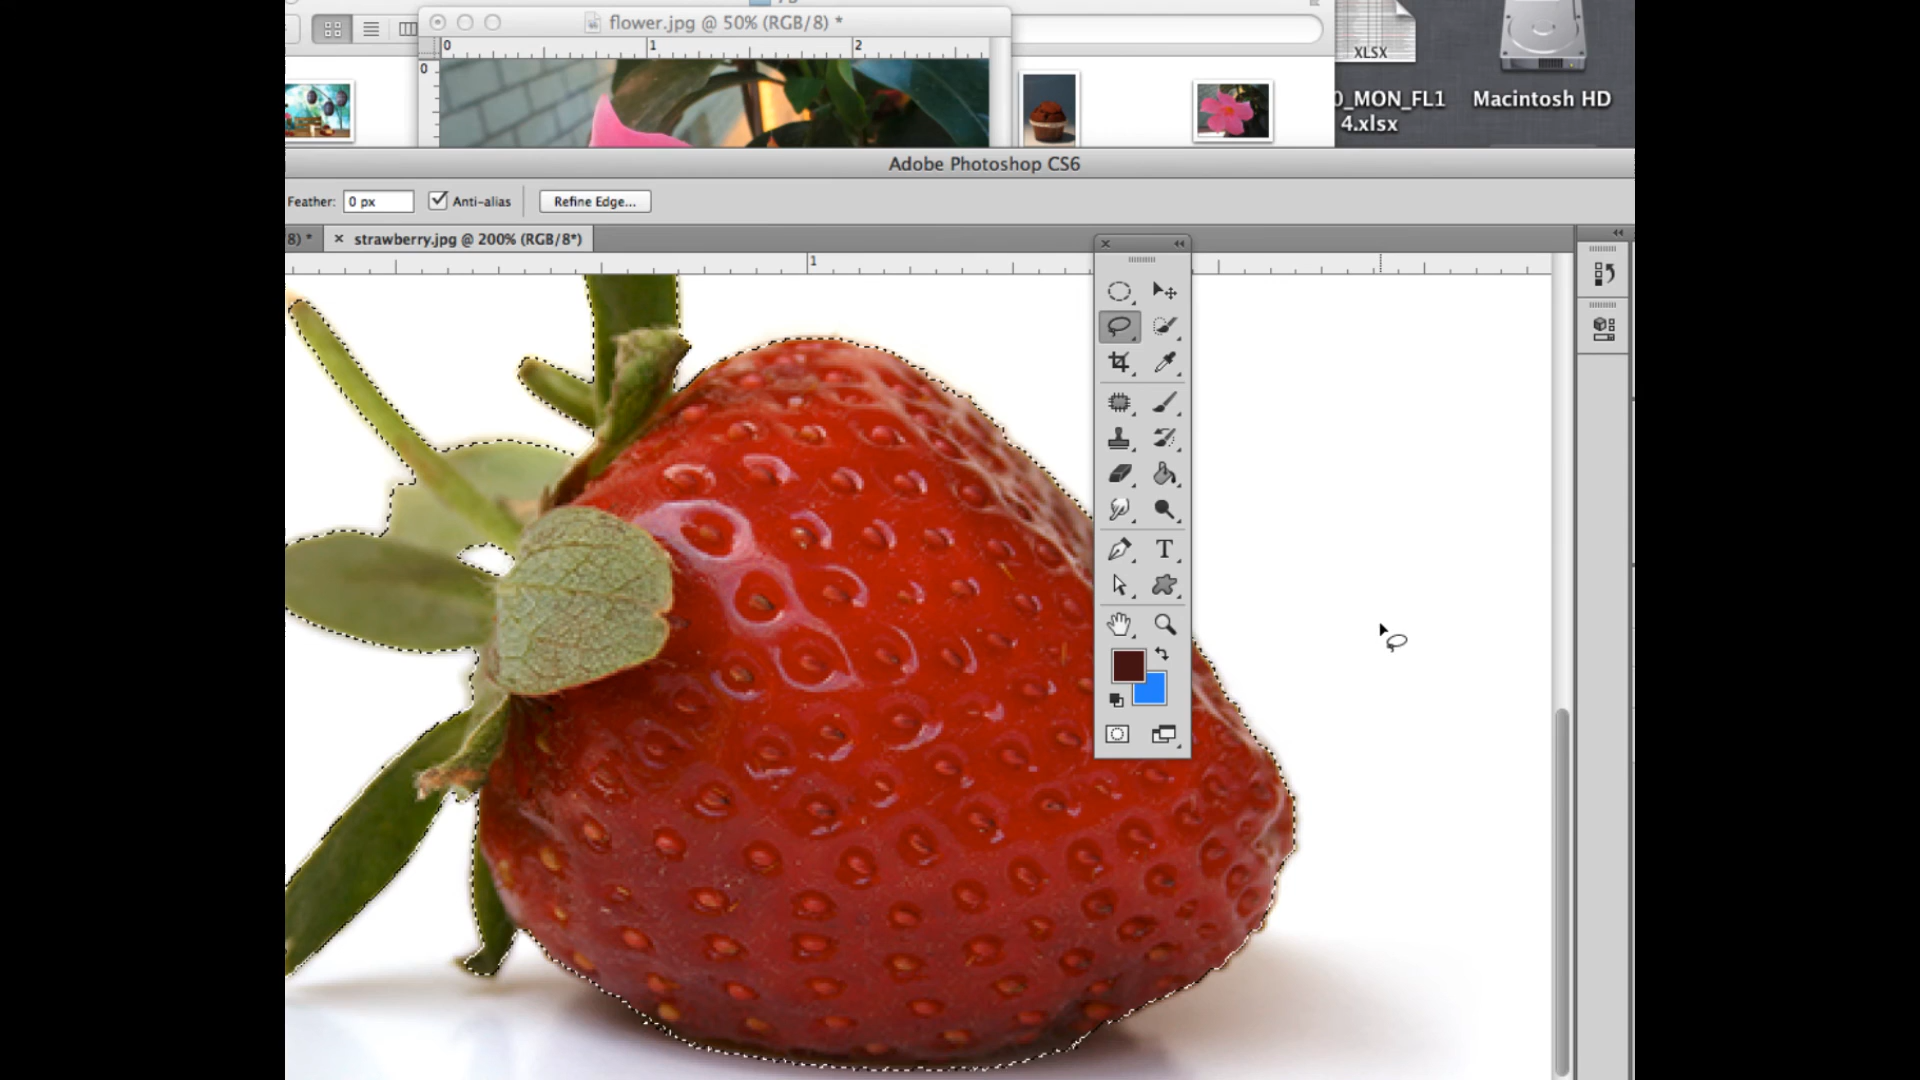 flower.jpg @ 50% (RGB/8) *
0 1 2
0
XLSX
0_MON_FL1
4.xlsx
Macintosh HD
Adobe Photoshop CS6
Feather: 0 px Anti-alias Refine Edge...
8) * × strawberry.jpg @ 200% (RGB/8*)
1
T